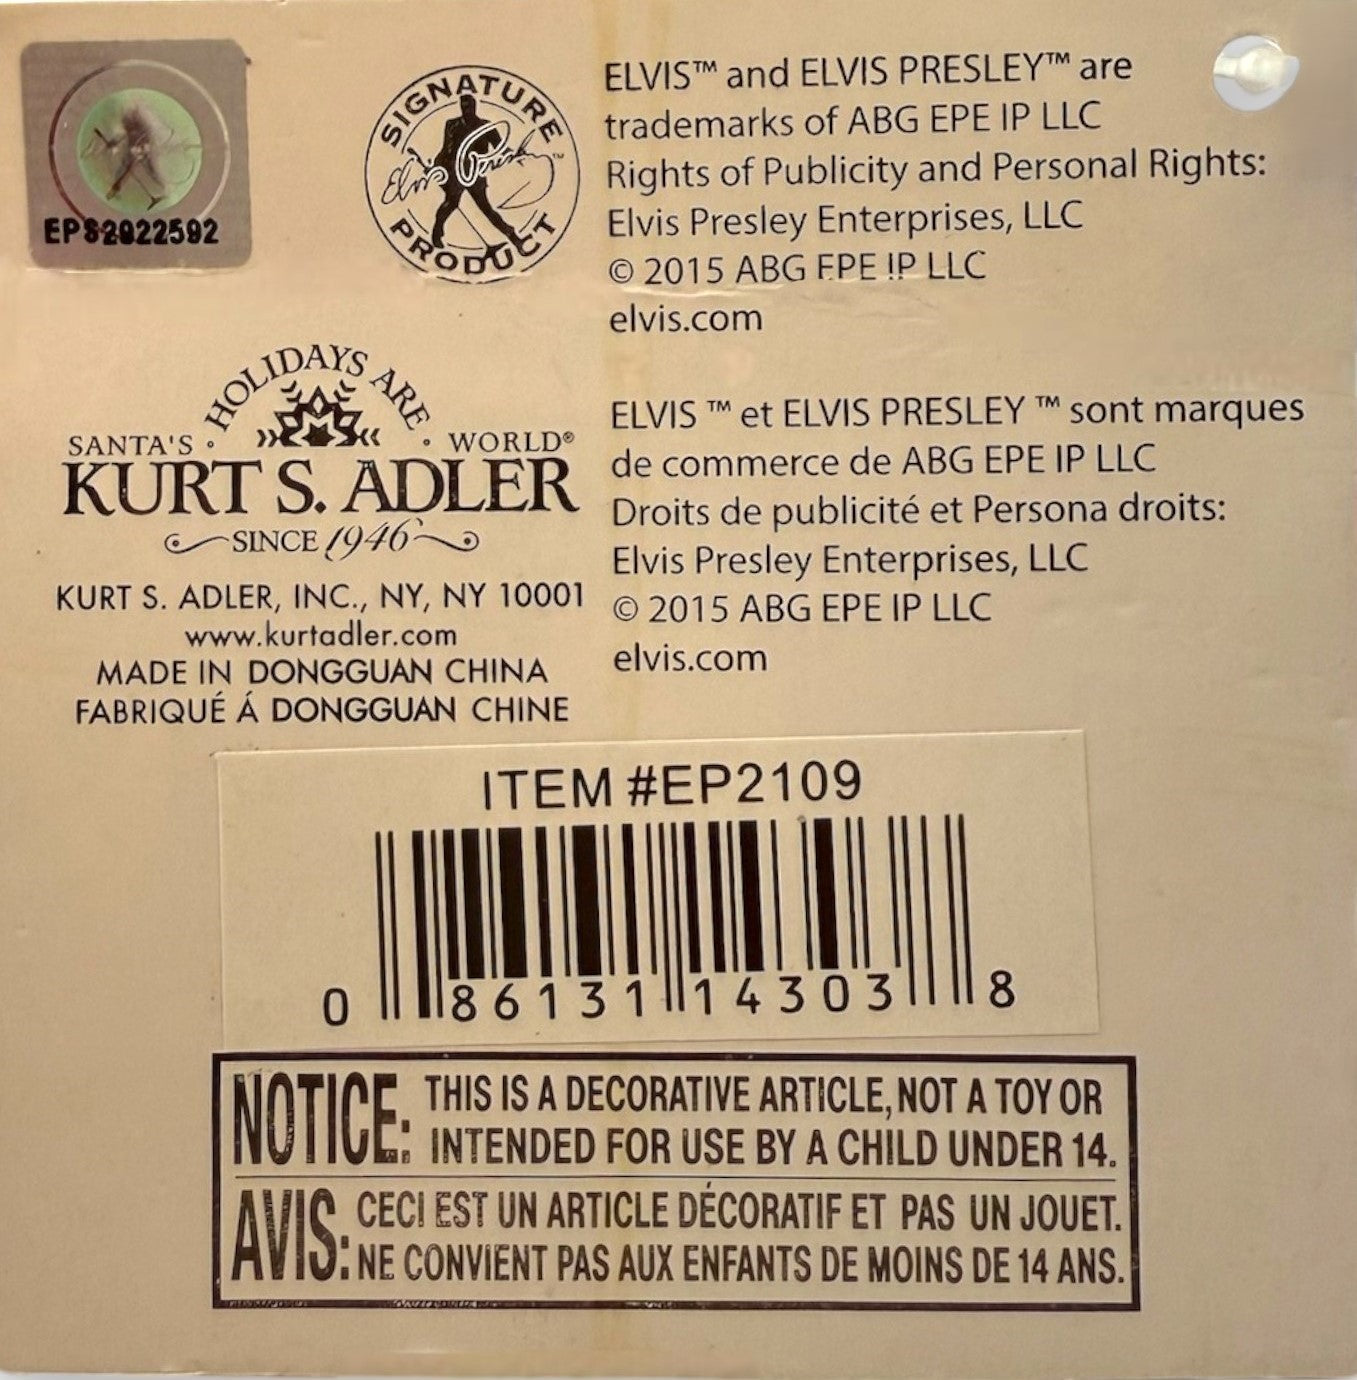 EPS2022592
SIGNATURE
Elvis Presley™
PRODUCT
ELVIS™ and ELVIS PRESLEY™ are
trademarks of ABG EPE IP LLC
Rights of Publicity and Personal Rights:
Elvis Presley Enterprises, LLC
© 2015 ABG EPE IP LLC
elvis.com
HOLIDAYS ARE
SANTA'S · · WORLD®
KURT S. ADLER
SINCE 1946
KURT S. ADLER, INC., NY, NY 10001
www.kurtadler.com
MADE IN DONGGUAN CHINA
FABRIQUÉ Á DONGGUAN CHINE
ELVIS ™ et ELVIS PRESLEY ™ sont marques
de commerce de ABG EPE IP LLC
Droits de publicité et Persona droits:
Elvis Presley Enterprises, LLC
© 2015 ABG EPE IP LLC
elvis.com
ITEM #EP2109
0 86131 14303 8
NOTICE: THIS IS A DECORATIVE ARTICLE, NOT A TOY OR
INTENDED FOR USE BY A CHILD UNDER 14.
AVIS: CECI EST UN ARTICLE DÉCORATIF ET PAS UN JOUET.
NE CONVIENT PAS AUX ENFANTS DE MOINS DE 14 ANS.